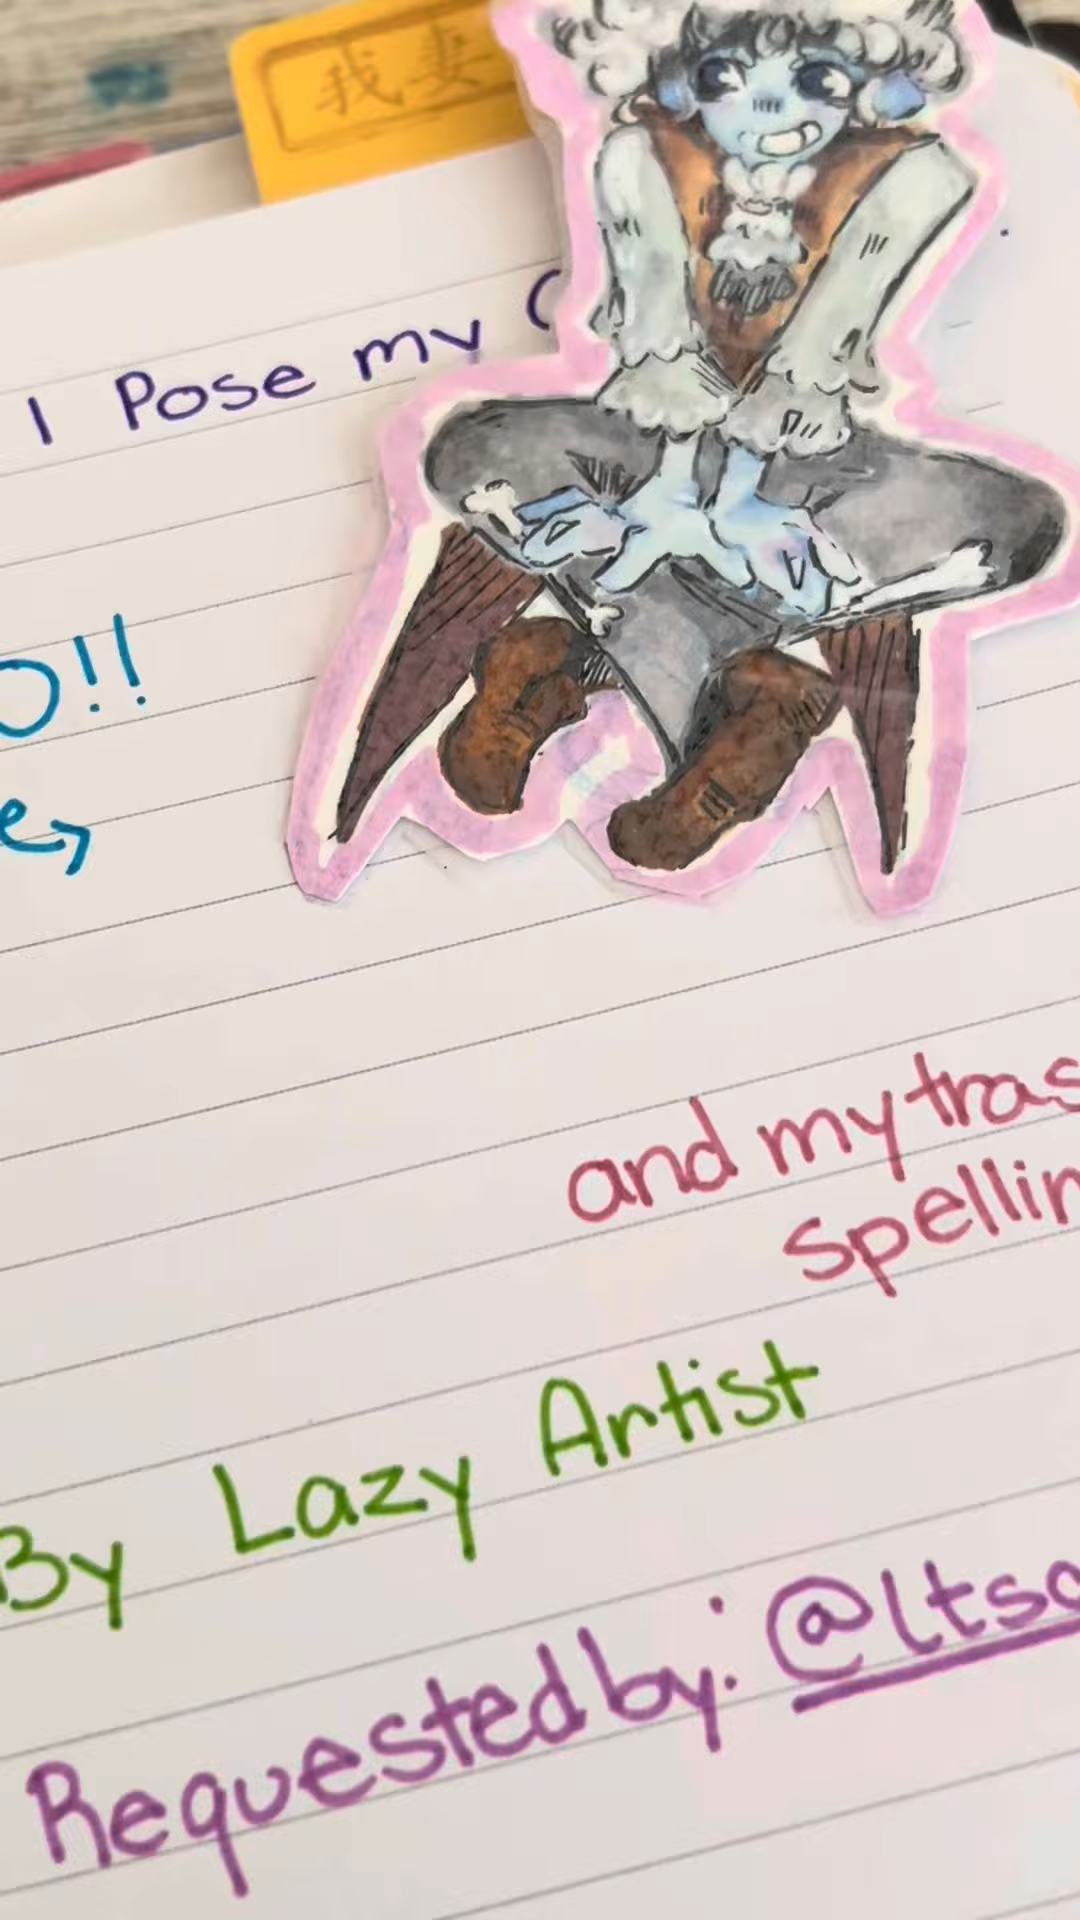 我妻
I Pose my
O!!
and my tras
spellin
By Lazy Artist
Requested by: @ltsa